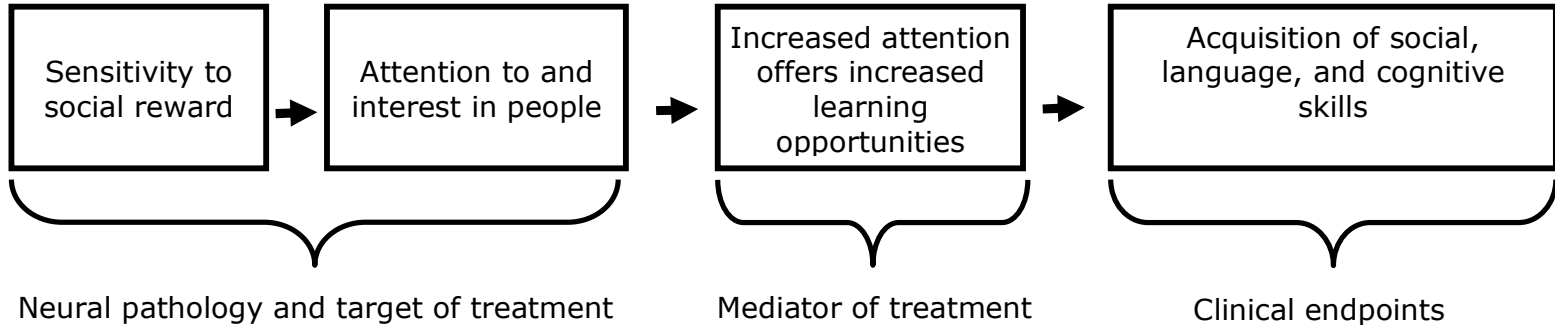 Sensitivity to
social reward
Attention to and
interest in people
Increased attention
offers increased
learning
opportunities
Acquisition of social,
language, and cognitive
skills
Neural pathology and target of treatment
Mediator of treatment
Clinical endpoints